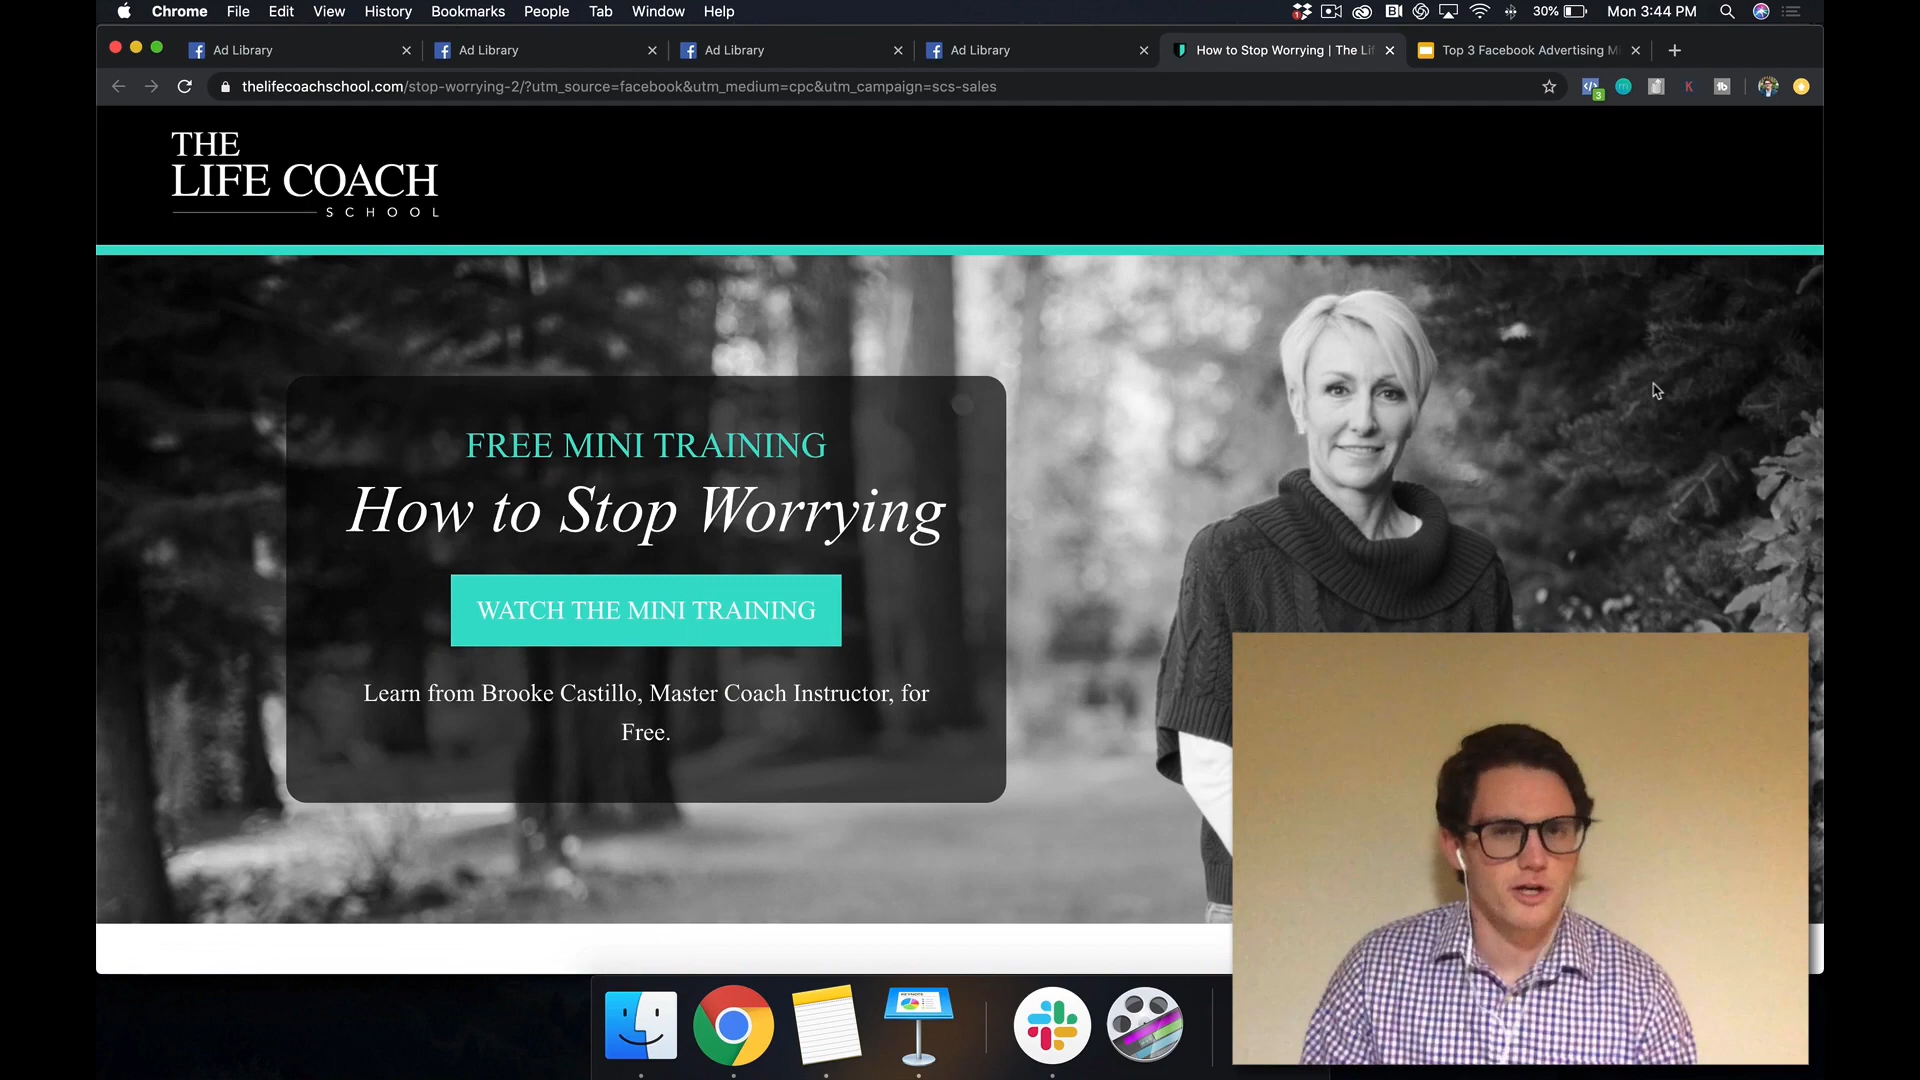 Chrome File Edit View History Bookmarks People Tab Window Help
30% Mon 3:44 PM
Ad Library
Ad Library
Ad Library
Ad Library
How to Stop Worrying | The Li
Top 3 Facebook Advertising M
thelifecoachschool.com/stop-worrying-2/?utm_source=facebook&utm_medium=cpc&utm_campaign=scs-sales
3
THE
LIFE COACH
SCHOOL
FREE MINI TRAINING
How to Stop Worrying
WATCH THE MINI TRAINING
Learn from Brooke Castillo, Master Coach Instructor, for
Free.